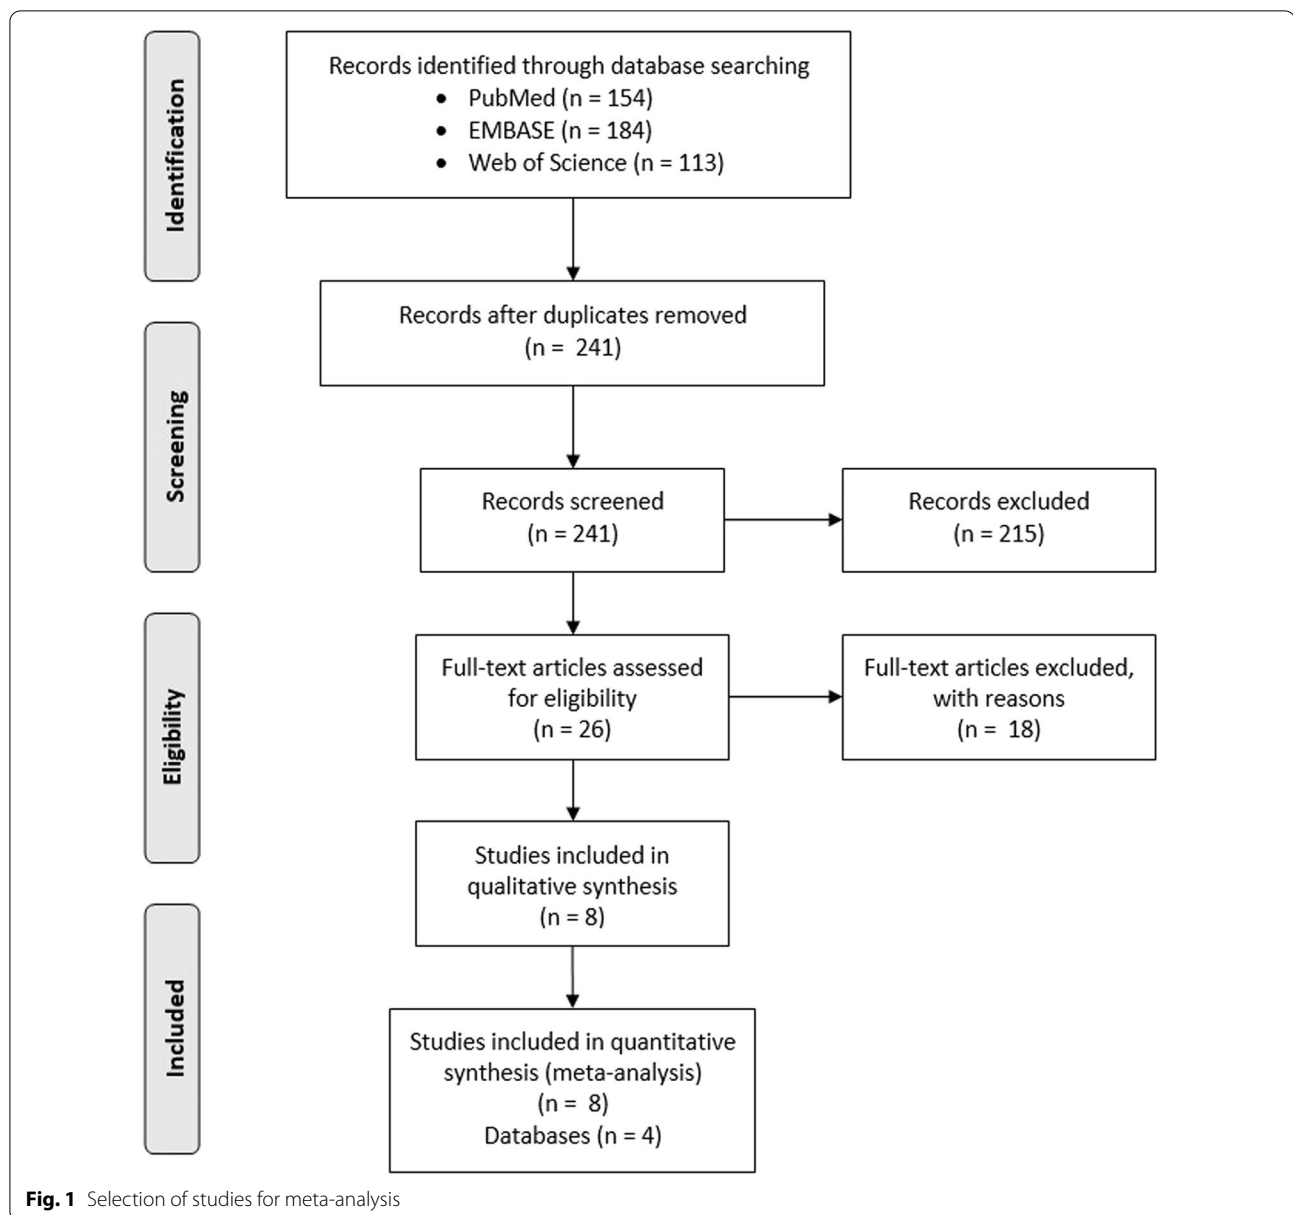 Identification
Records identified through database searching
• PubMed (n = 154)
• EMBASE (n = 184)
• Web of Science (n = 113)
Screening
Records after duplicates removed
(n = 241)
Records screened
(n = 241)
Records excluded
(n = 215)
Eligibility
Full-text articles assessed
for eligibility
(n = 26)
Full-text articles excluded,
with reasons
(n = 18)
Studies included in
qualitative synthesis
(n = 8)
Included
Studies included in quantitative
synthesis (meta-analysis)
(n = 8)
Databases (n = 4)
Fig. 1 Selection of studies for meta-analysis